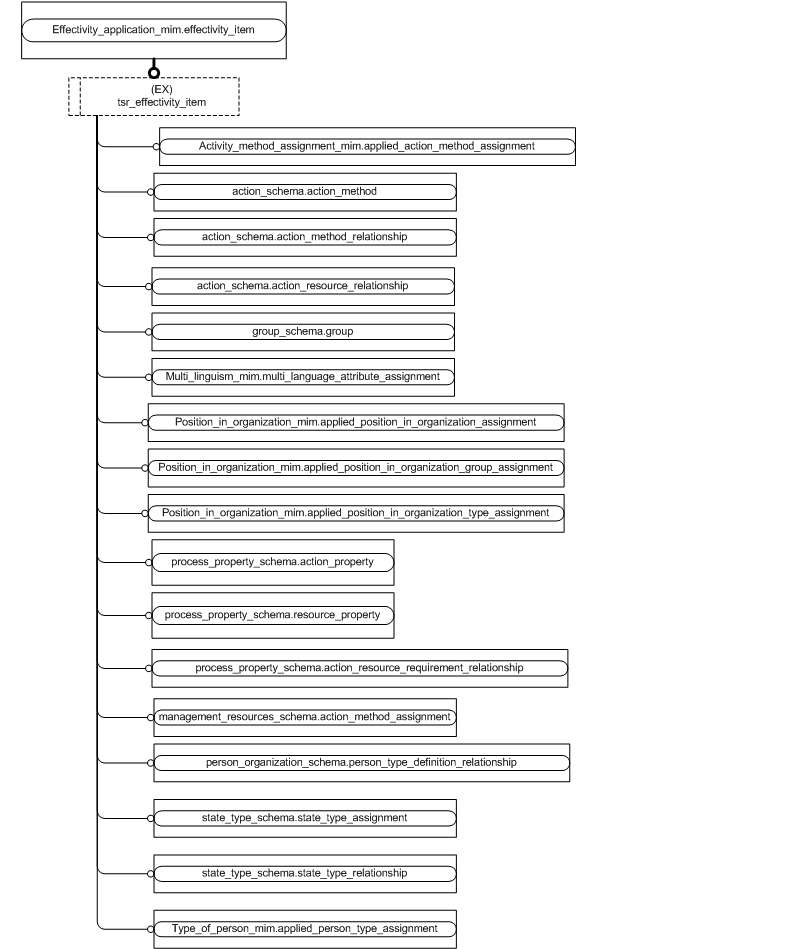 Effectivity_application_mim.effectivity_item
(EX)
tsr_effectivity_item
Activity_method_assignment_mim.applied_action_method_assignment
action_schema.action_method
action_schema.action_method_relationship
action_schema.action_resource_relationship
group_schema.group
Multi_linguism_mim.multi_language_attribute_assignment
Position_in_organization_mim.applied_position_in_organization_assignment
Position_in_organization_mim.applied_position_in_organization_group_assignment
Position_in_organization_mim.applied_position_in_organization_type_assignment
process_property_schema.action_property
process_property_schema.resource_property
process_property_schema.action_resource_requirement_relationship
management_resources_schema.action_method_assignment
person_organization_schema.person_type_definition_relationship
state_type_schema.state_type_assignment
state_type_schema.state_type_relationship
Type_of_person_mim.applied_person_type_assignment